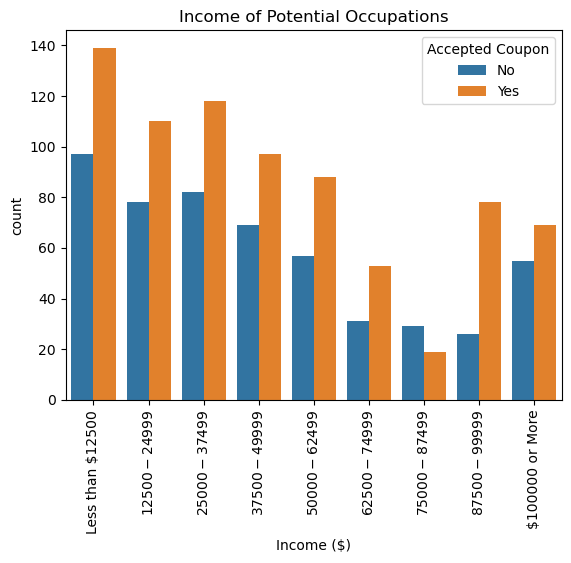 Income of Potential Occupations
Accepted Coupon
No
Yes
count
140
120
100
80
60
40
20
0
Less than $12500
12500 − 24999
25000 − 37499
37500 − 49999
50000 − 62499
62500 − 74999
75000 − 87499
87500 − 99999
$100000 or More
Income ($)